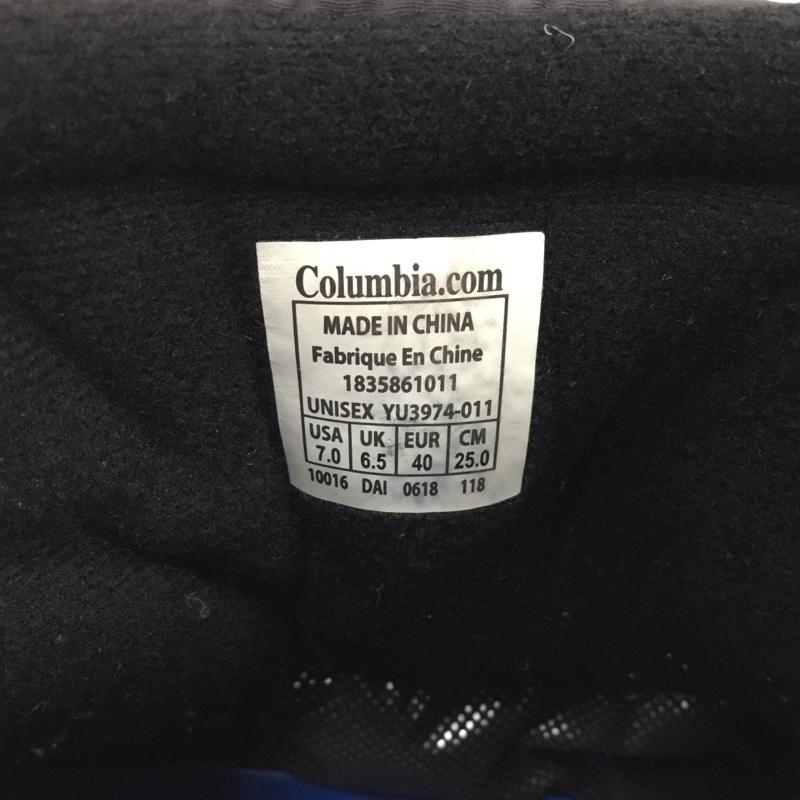 Columbia.com
MADE IN CHINA
Fabrique En Chine
1835861011
UNISEX YU3974-011
USA UK EUR CM
7.0 6.5 40 25.0
10016 DAI 0618 118